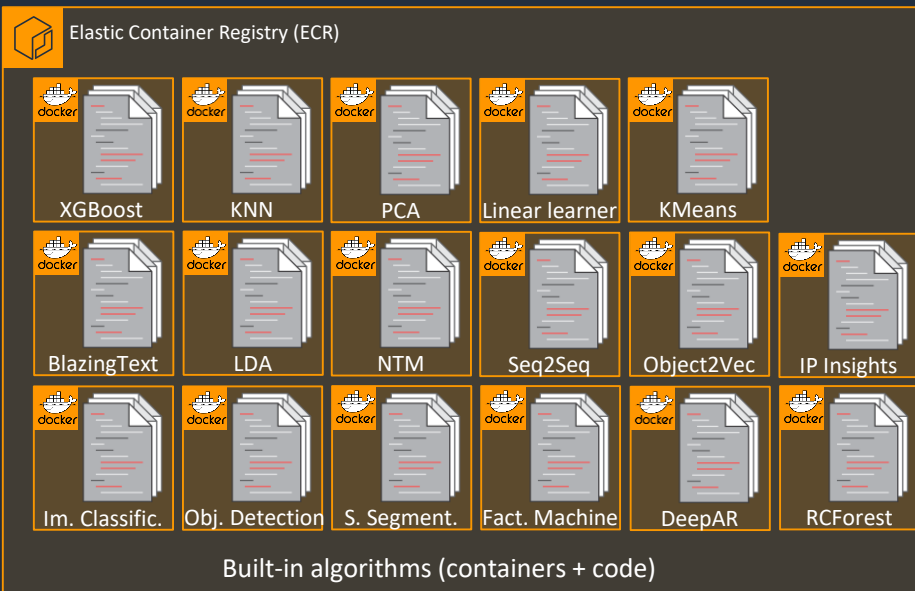 Elastic Container Registry (ECR)
docker docker docker docker docker
XGBoost KNN PCA Linear learner KMeans
docker docker docker docker docker docker
BlazingText LDA NTM Seq2Seq Object2Vec IP Insights
docker docker docker docker docker docker
Im. Classific. Obj. Detection S. Segment. Fact. Machine DeepAR RCForest
Built-in algorithms (containers + code)